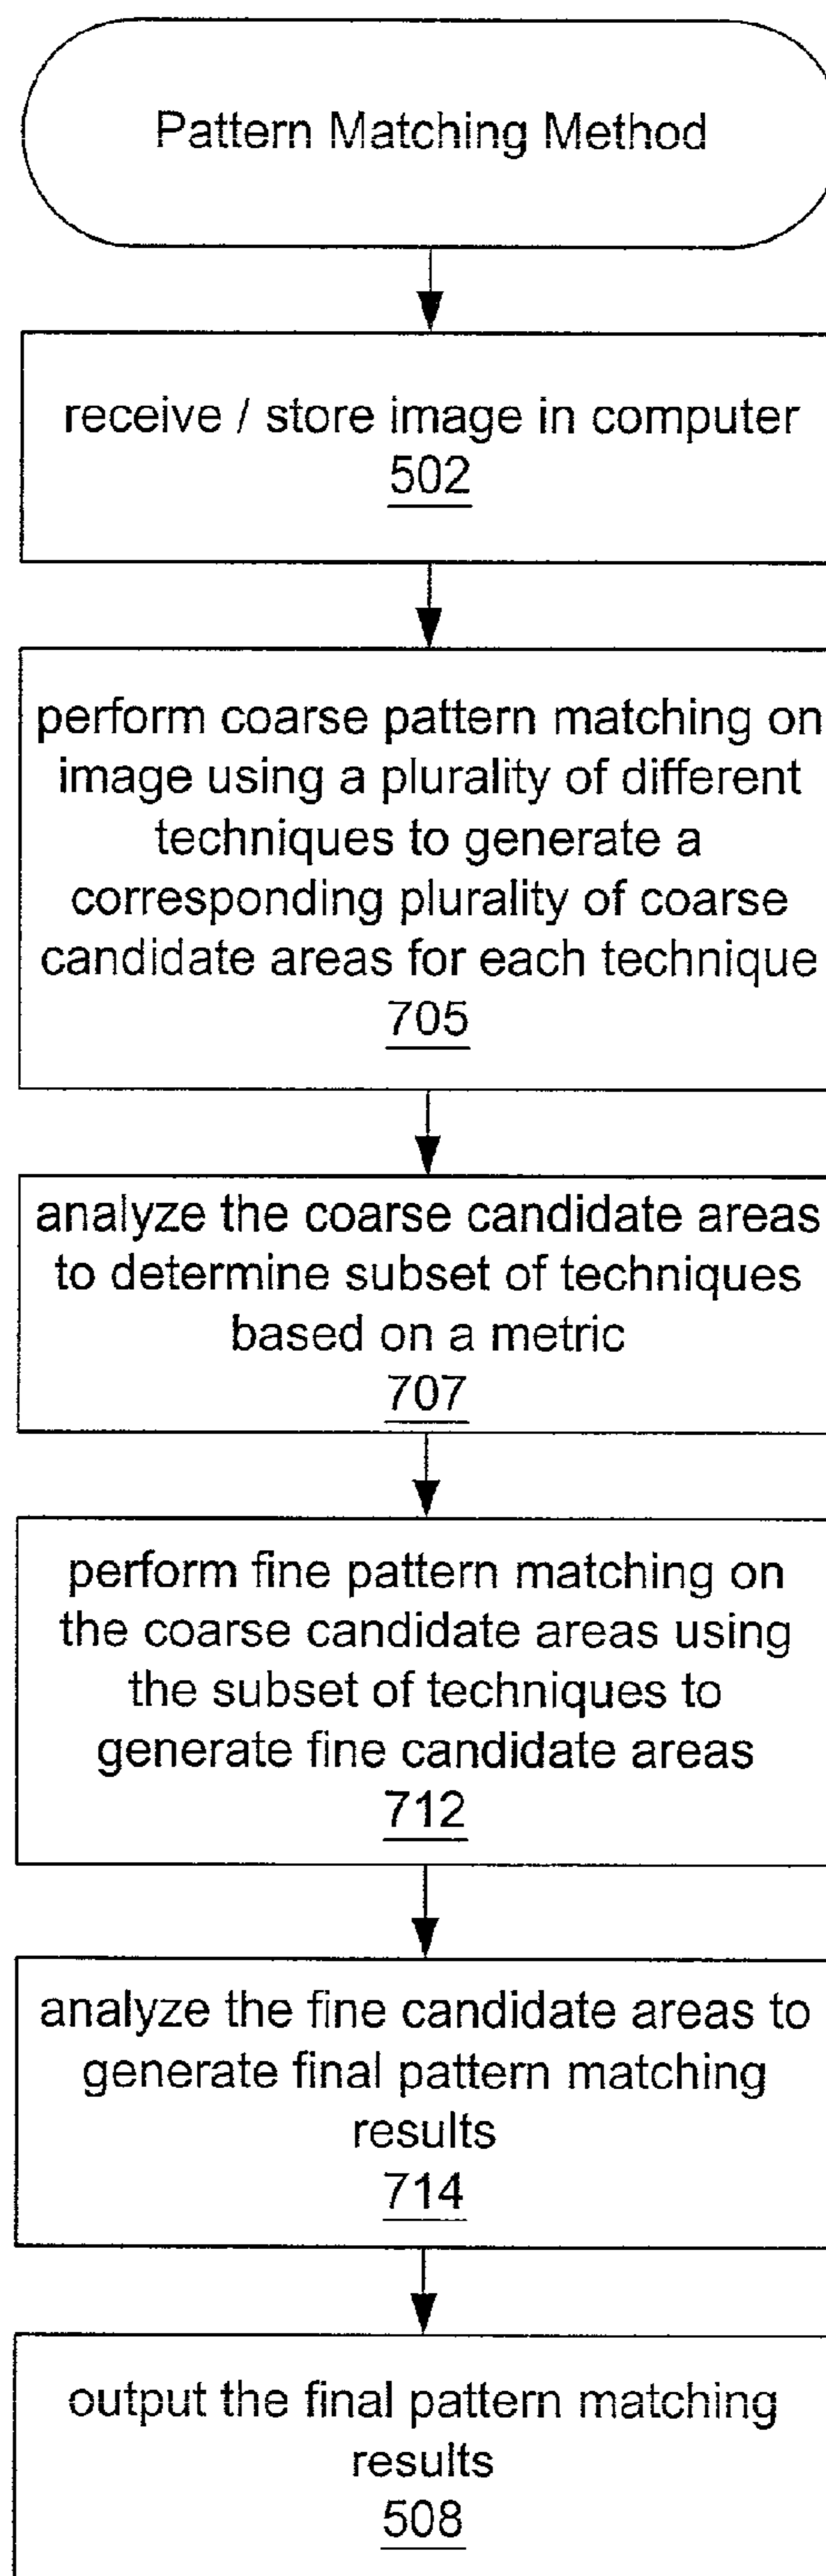 Pattern Matching Method
receive / store image in computer
502
perform coarse pattern matching on
image using a plurality of different
techniques to generate a
corresponding plurality of coarse
candidate areas for each technique
705
analyze the coarse candidate areas
to determine subset of techniques
based on a metric
707
perform fine pattern matching on
the coarse candidate areas using
the subset of techniques to
generate fine candidate areas
712
analyze the fine candidate areas to
generate final pattern matching
results
714
output the final pattern matching
results
508